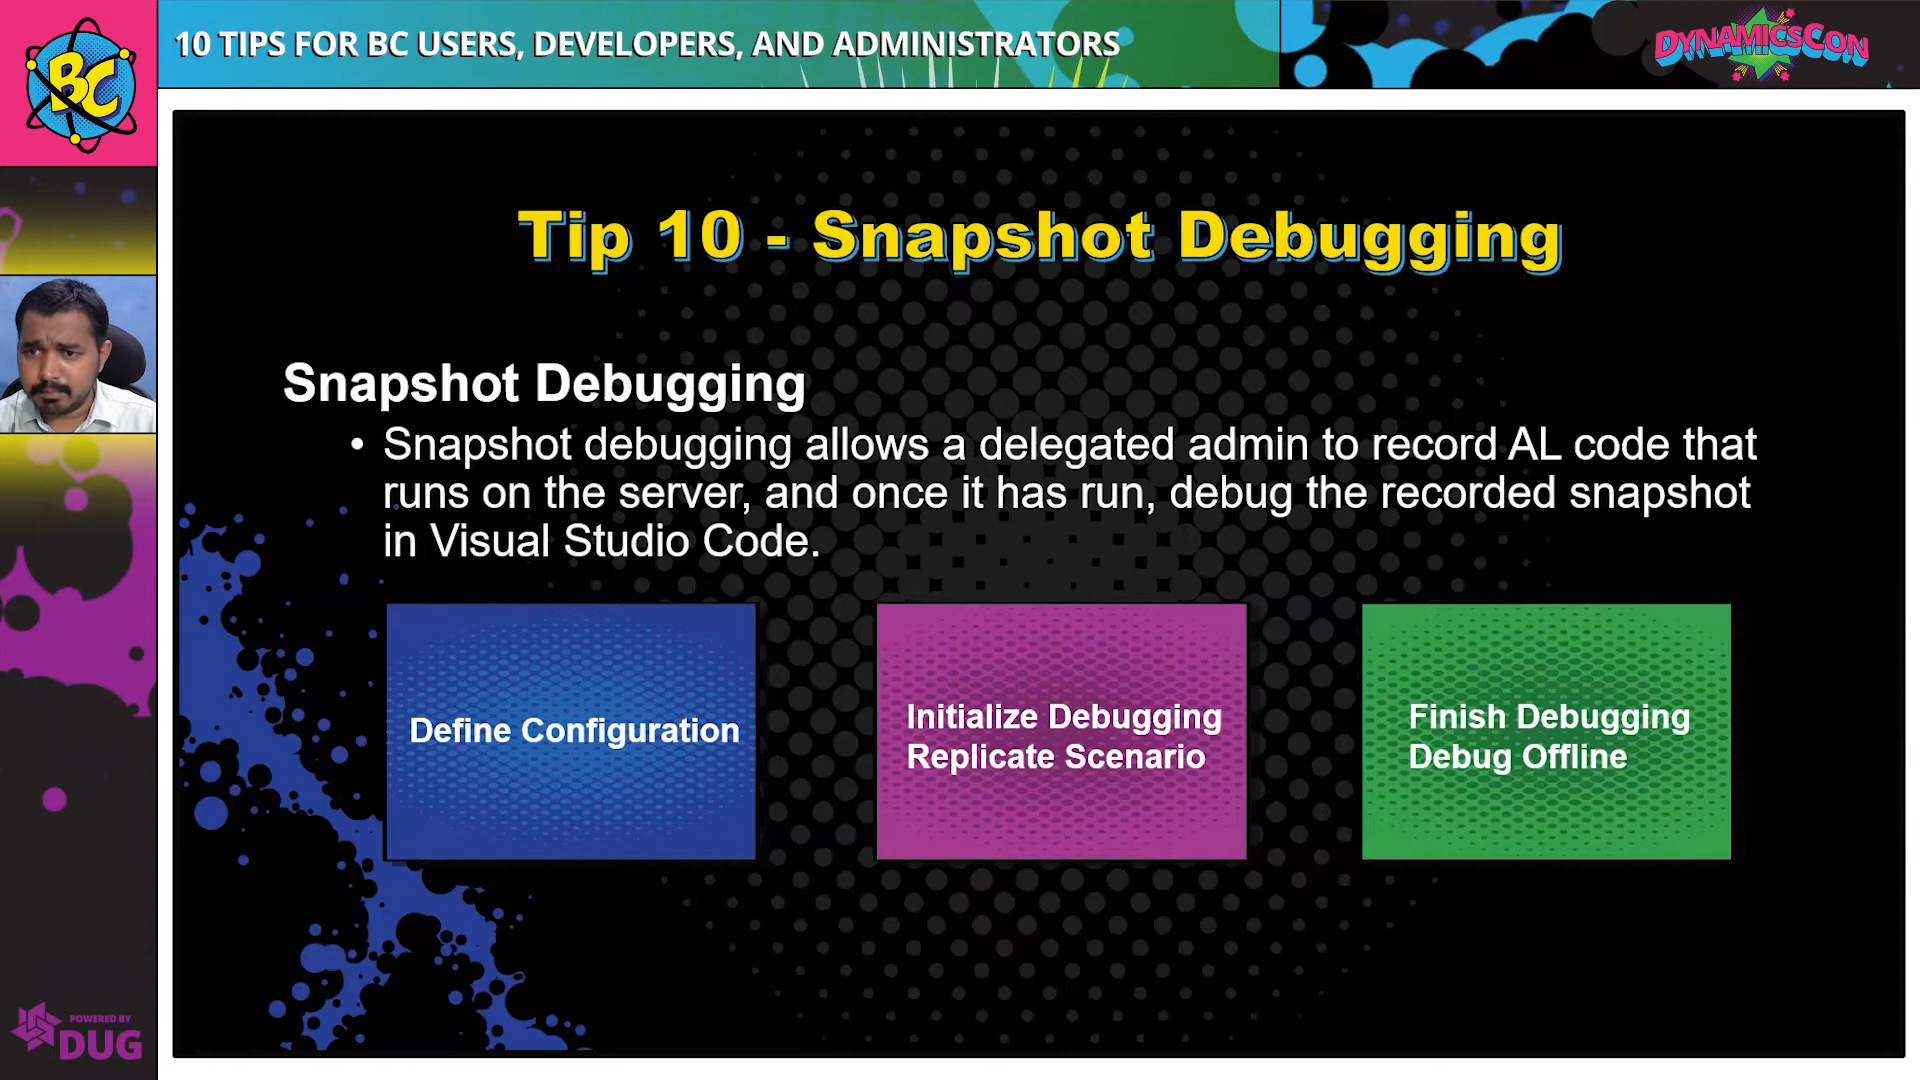 BC
10 TIPS FOR BC USERS, DEVELOPERS, AND ADMINISTRATORS
DYNAMICSCON
Tip 10 - Snapshot Debugging
Snapshot Debugging
• Snapshot debugging allows a delegated admin to record AL code that
runs on the server, and once it has run, debug the recorded snapshot
in Visual Studio Code.
Define Configuration
Initialize Debugging
Replicate Scenario
Finish Debugging
Debug Offline
POWERED BY
DUG